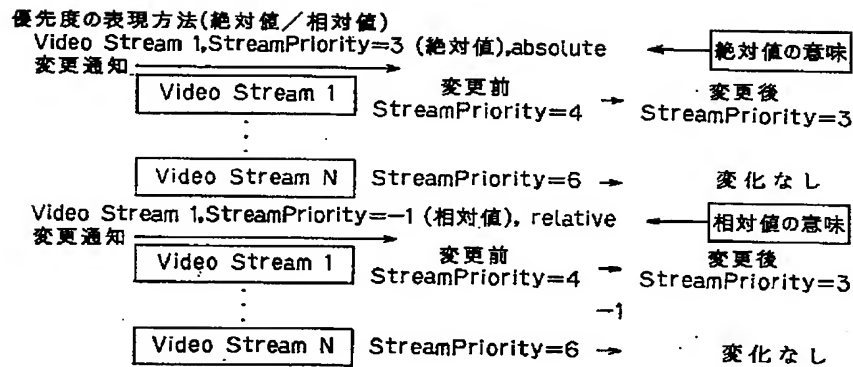 優先度の表現方法(絶対値／相対値)
Video Stream 1,StreamPriority=3 (絶対値),absolute ← 絶対値の意味
変更通知
Video Stream 1 変更前 → 変更後
StreamPriority=4 StreamPriority=3
Video Stream N StreamPriority=6 → 変化なし
Video Stream 1,StreamPriority=−1 (相対値), relative ← 相対値の意味
変更通知
Video Stream 1 変更前 → 変更後
StreamPriority=4 StreamPriority=3
−1
Video Stream N StreamPriority=6 → 変化なし